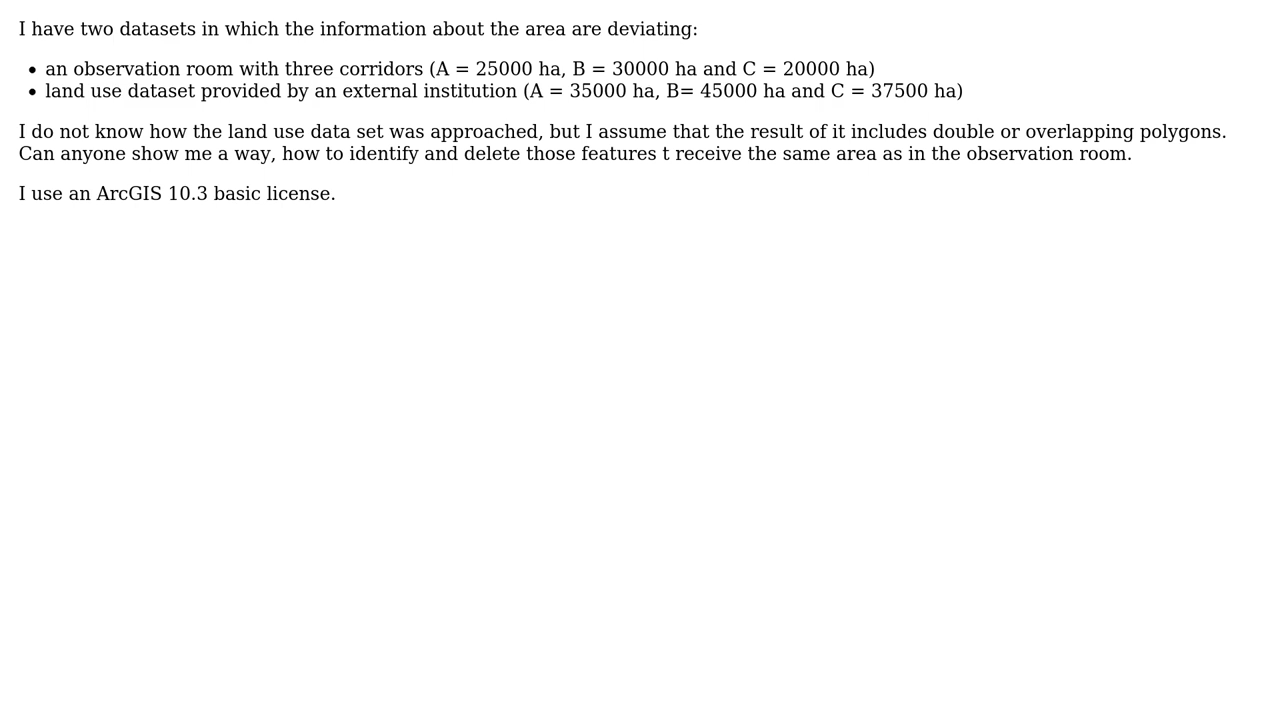 I have two datasets in which the information about the area are deviating:
• an observation room with three corridors (A = 25000 ha, B = 30000 ha and C = 20000 ha)
• land use dataset provided by an external institution (A = 35000 ha, B= 45000 ha and C = 37500 ha)
I do not know how the land use data set was approached, but I assume that the result of it includes double or overlapping polygons.
Can anyone show me a way, how to identify and delete those features t receive the same area as in the observation room.
I use an ArcGIS 10.3 basic license.